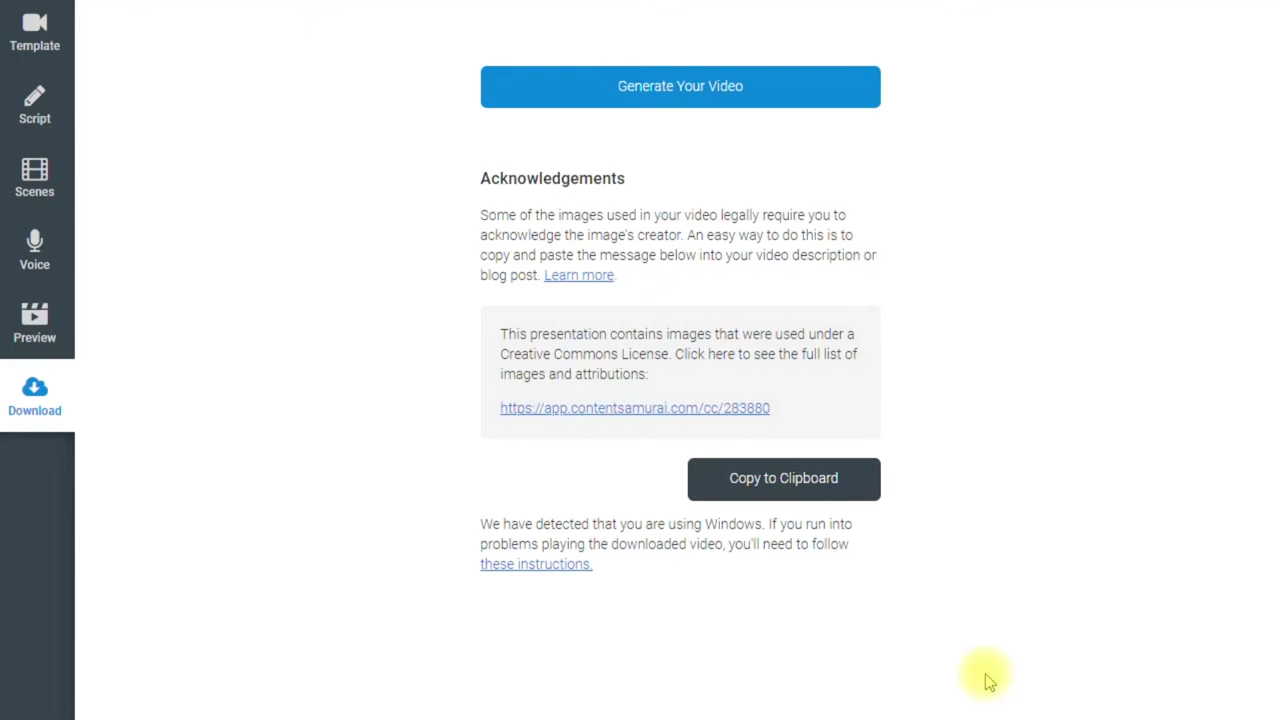 Template
Script
Scenes
Voice
Preview
Download
Generate Your Video
Acknowledgements
Some of the images used in your video legally require you to
acknowledge the image's creator. An easy way to do this is to
copy and paste the message below into your video description or
blog post. Learn more.
This presentation contains images that were used under a
Creative Commons License. Click here to see the full list of
images and attributions:
https://app.contentsamurai.com/cc/283880
Copy to Clipboard
We have detected that you are using Windows. If you run into
problems playing the downloaded video, you'll need to follow
these instructions.